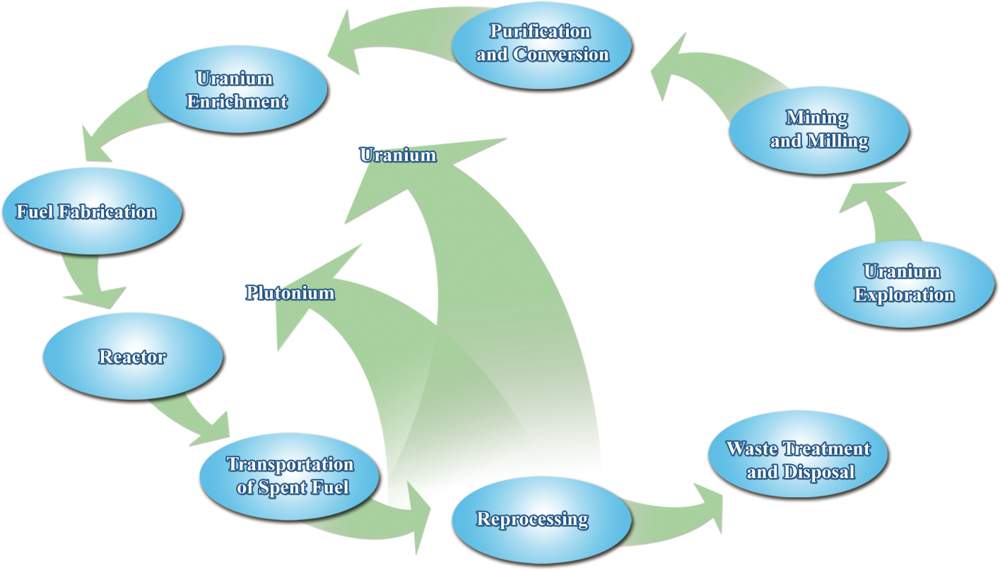 Purification
and Conversion
Uranium
Enrichment
Mining
and Milling
Uranium
Fuel Fabrication
Uranium
Exploration
Plutonium
Reactor
Transportation
of Spent Fuel
Waste Treatment
and Disposal
Reprocessing